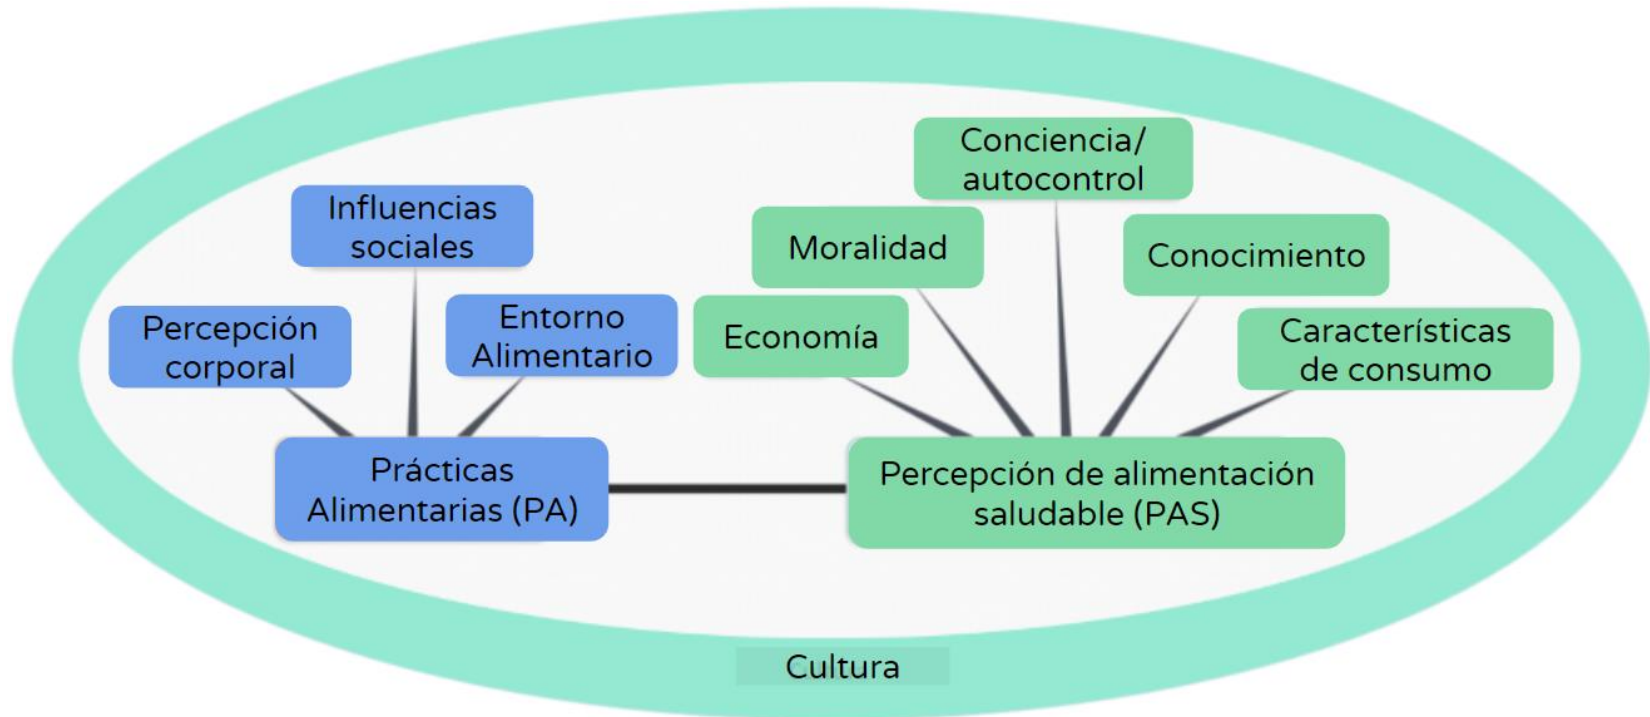 Conciencia/
autocontrol
Influencias
sociales
Moralidad
Conocimiento
Percepción
corporal
Entorno
Alimentario
Economía
Características
de consumo
Prácticas
Alimentarias (PA)
Percepción de alimentación
saludable (PAS)
Cultura